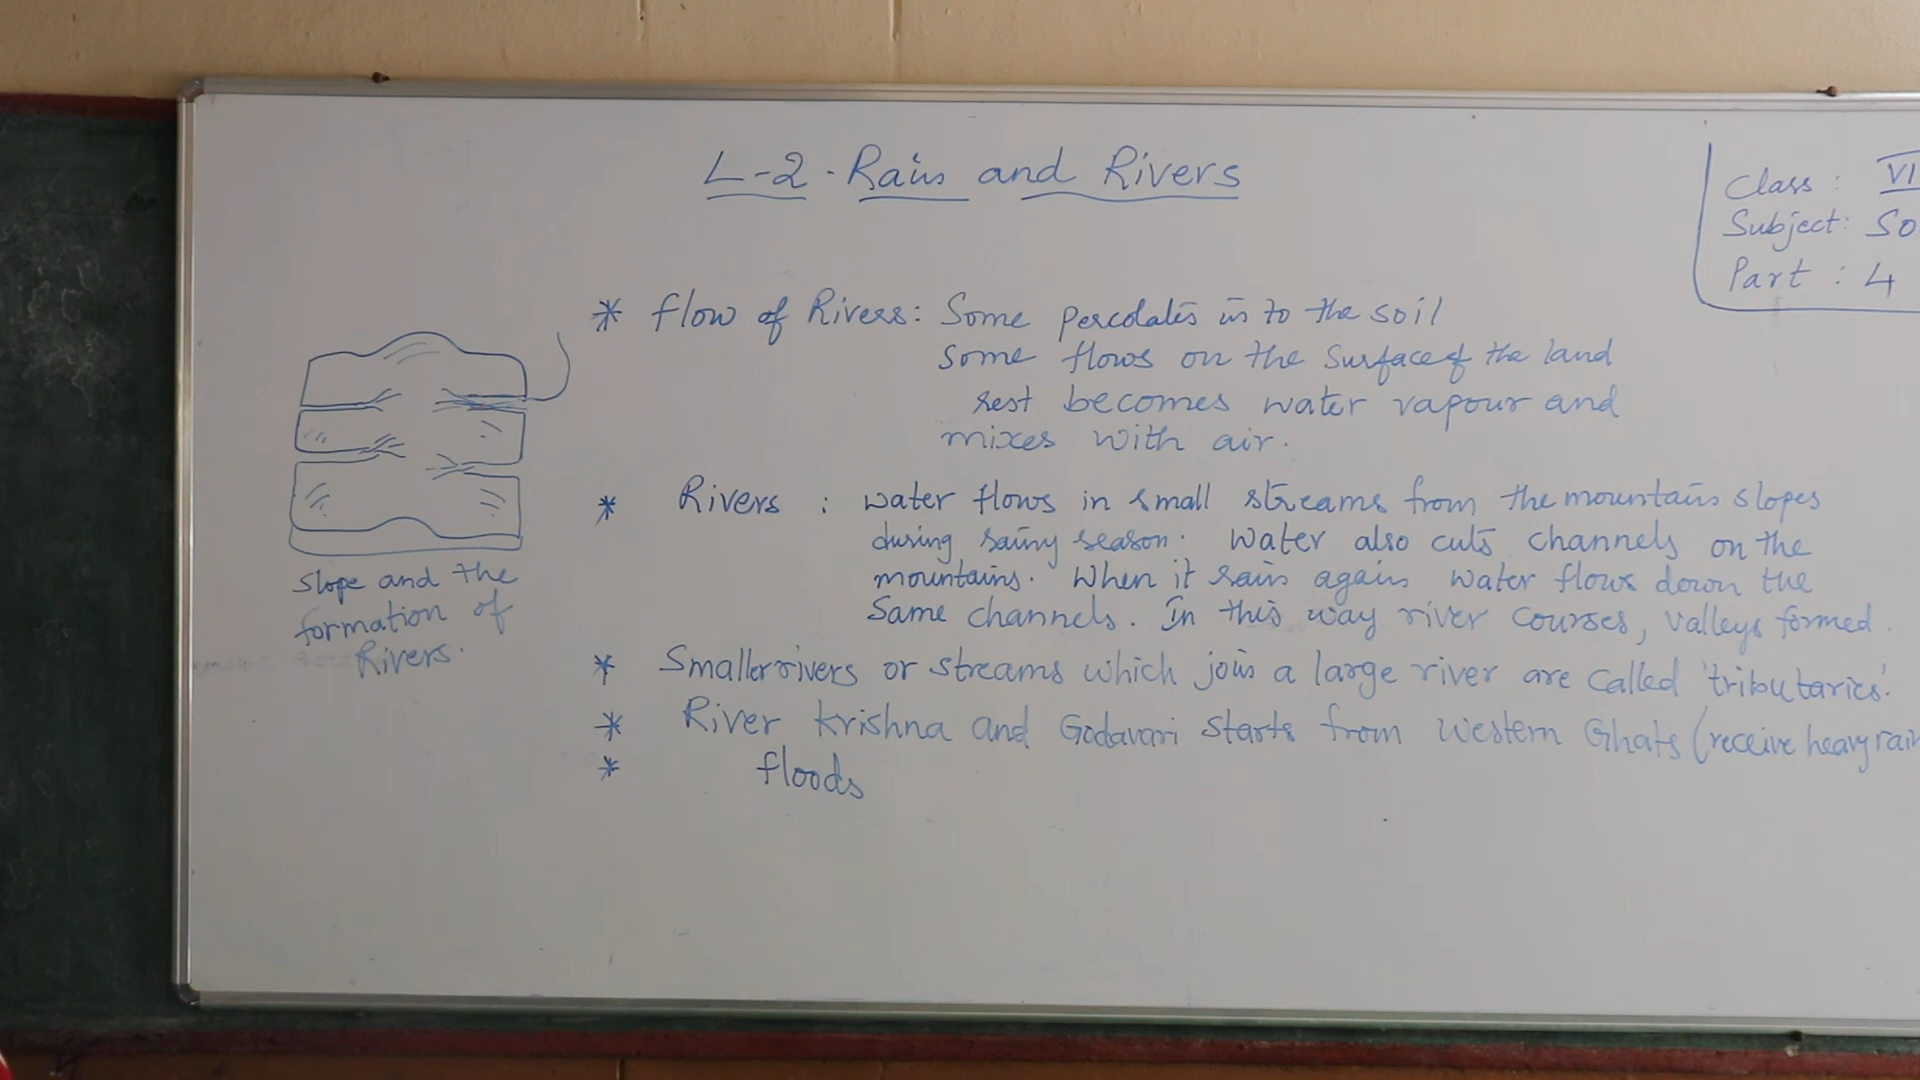 L-2. Rain and Rivers
Class : VI
Subject: So
Part : 4
* flow of Rivers: Some percolates in to the soil
some flows on the surface of the land
rest becomes water vapour and
mixes with air.
* Rivers : water flows in small streams from the mountain slopes
during rainy season. Water also cuts channels on the
mountains. When it rain again water flows down the
Same channels. In this way river courses, valleys formed.
* Smaller rivers or streams which join a large river are called 'tributaries'.
* River Krishna and Godavari starts from western Ghats (receive heavy rain
* floods
Slope and the
formation of
Rivers.